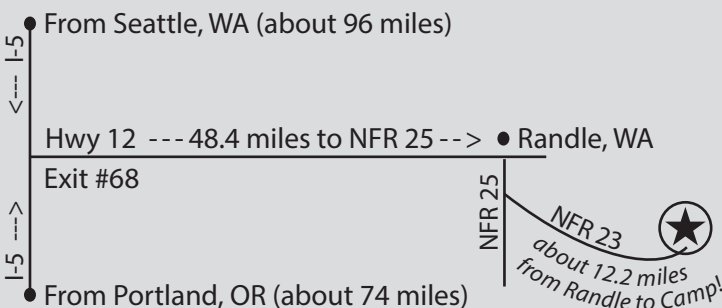 From Seattle, WA (about 96 miles)
<--- I-5
Hwy 12 --- 48.4 miles to NFR 25 --> Randle, WA
Exit #68
NFR 25
NFR 23
about 12.2 miles
from Randle to Camp!
I-5 --->
From Portland, OR (about 74 miles)